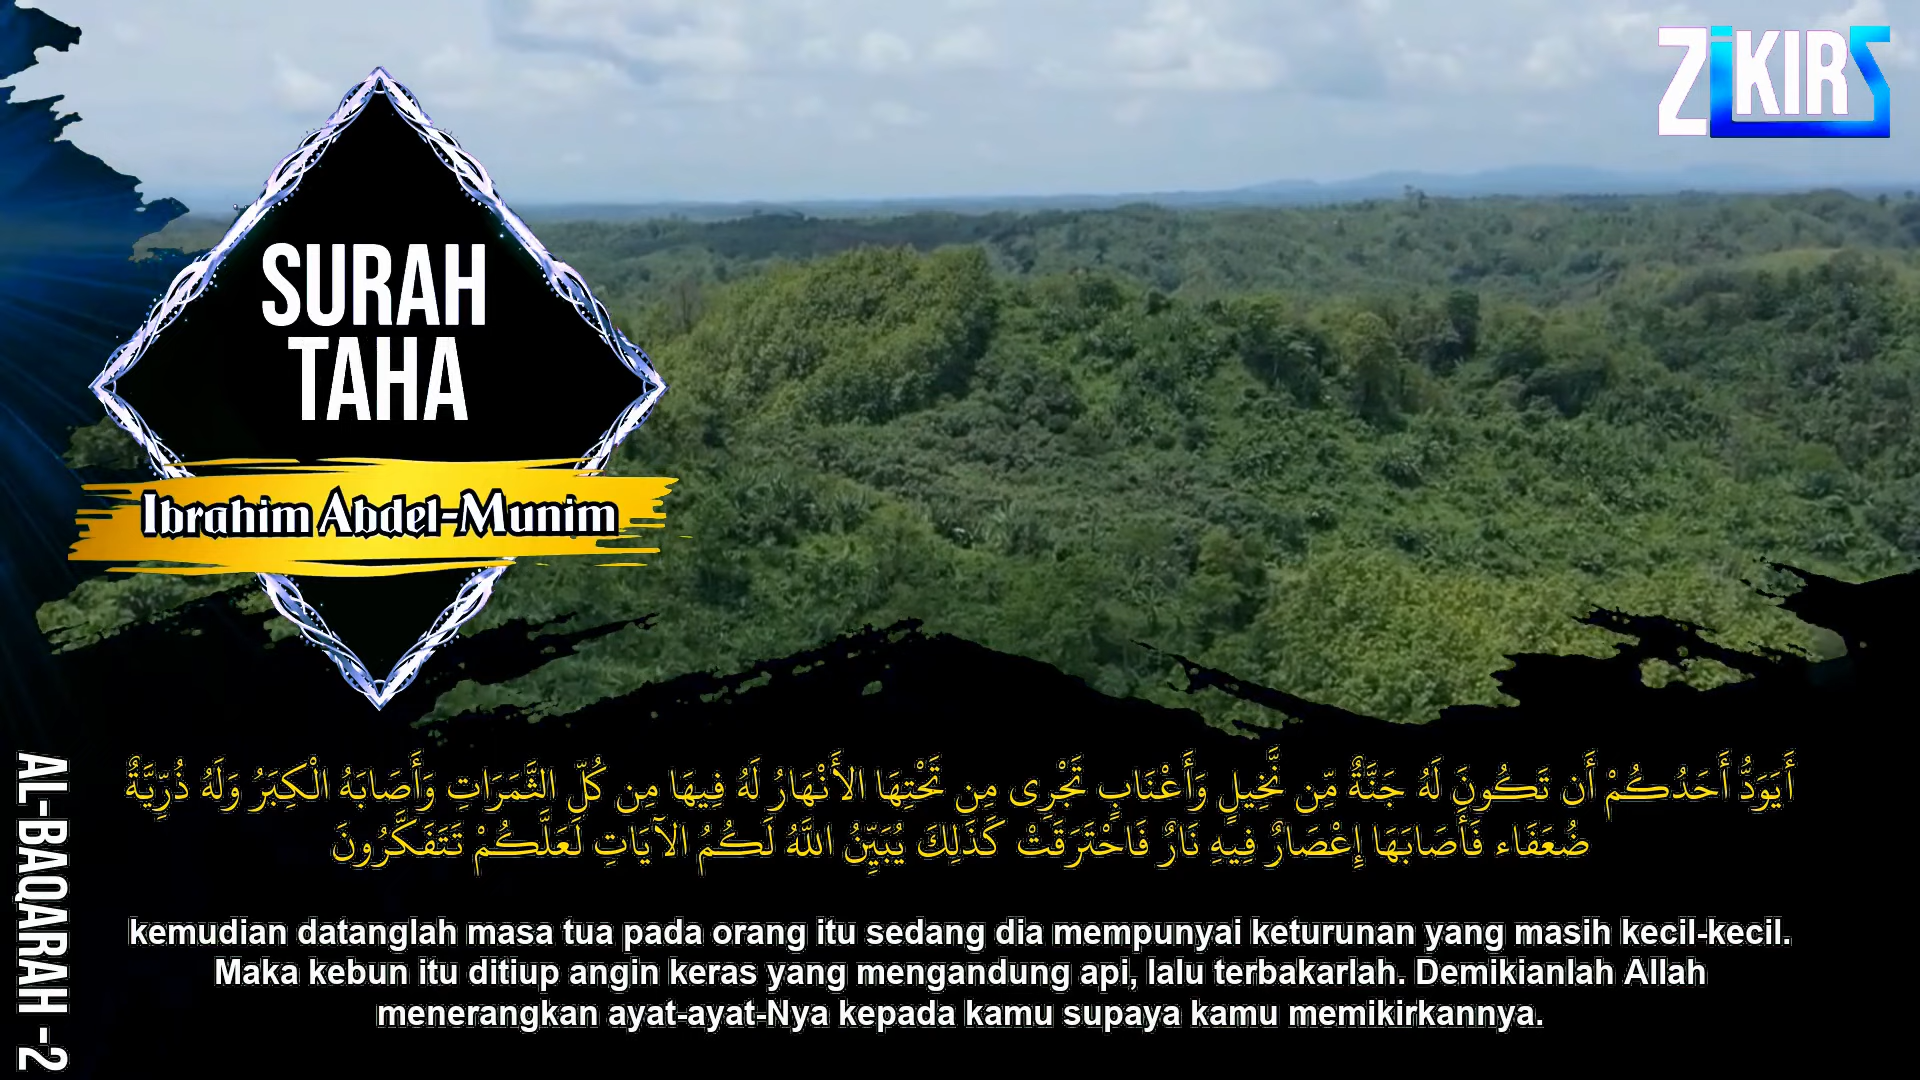 ZIKIRS
SURAH
TAHA
Ibrahim Abdel-Munim
AL-BAQARAH -2
أَيَوَدُّ أَحَدُكُمْ أَن تَكُونَ لَهُ جَنَّةٌ مِّن نَّخِيلٍ وَأَعْنَابٍ تَجْرِى مِن تَحْتِهَا الأَنْهَارُ لَهُ فِيهَا مِن كُلِّ الثَّمَرَاتِ وَأَصَابَهُ الْكِبَرُ وَلَهُ ذُرِّيَّةٌ
ضُعَفَاء فَأَصَابَهَا إِعْصَارٌ فِيهِ نَارٌ فَاحْتَرَقَتْ كَذَلِكَ يُبَيِّنُ اللَّهُ لَكُمُ الآيَاتِ لَعَلَّكُمْ تَتَفَكَّرُونَ
kemudian datanglah masa tua pada orang itu sedang dia mempunyai keturunan yang masih kecil-kecil.
Maka kebun itu ditiup angin keras yang mengandung api, lalu terbakarlah. Demikianlah Allah
menerangkan ayat-ayat-Nya kepada kamu supaya kamu memikirkannya.